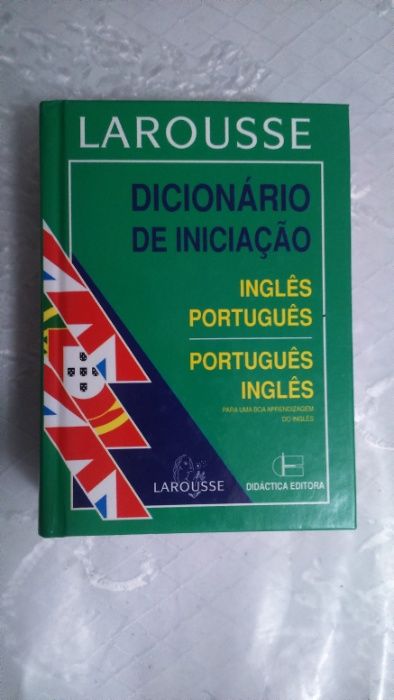 LAROUSSE
DICIONÁRIO
DE INICIAÇÃO
INGLÊS
PORTUGUÊS
PORTUGUÊS
INGLÊS
PARA UMA BOA APRENDIZAGEM
DO INGLÊS
LAROUSSE
DIDÁCTICA EDITORA